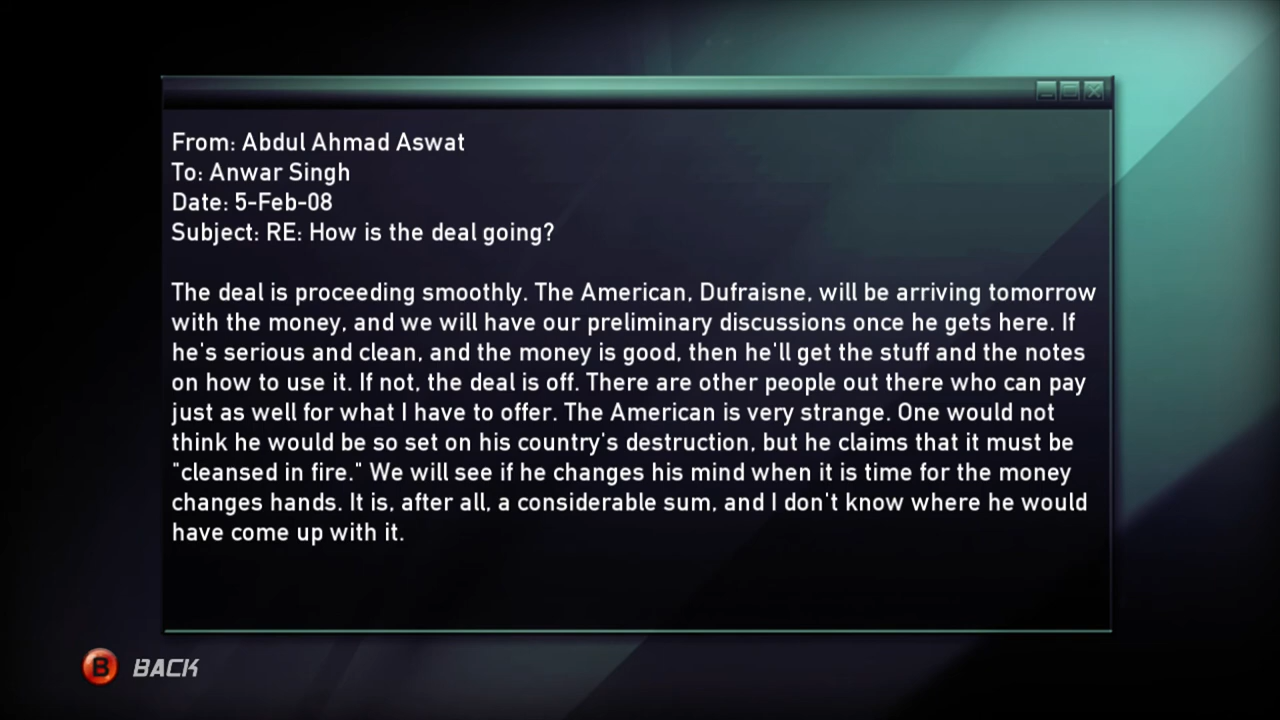 From: Abdul Ahmad Aswat
To: Anwar Singh
Date: 5-Feb-08
Subject: RE: How is the deal going?
The deal is proceeding smoothly. The American, Dufraisne, will be arriving tomorrow
with the money, and we will have our preliminary discussions once he gets here. If
he's serious and clean, and the money is good, then he'll get the stuff and the notes
on how to use it. If not, the deal is off. There are other people out there who can pay
just as well for what I have to offer. The American is very strange. One would not
think he would be so set on his country's destruction, but he claims that it must be
"cleansed in fire." We will see if he changes his mind when it is time for the money
changes hands. It is, after all, a considerable sum, and I don't know where he would
have come up with it.
B BACK